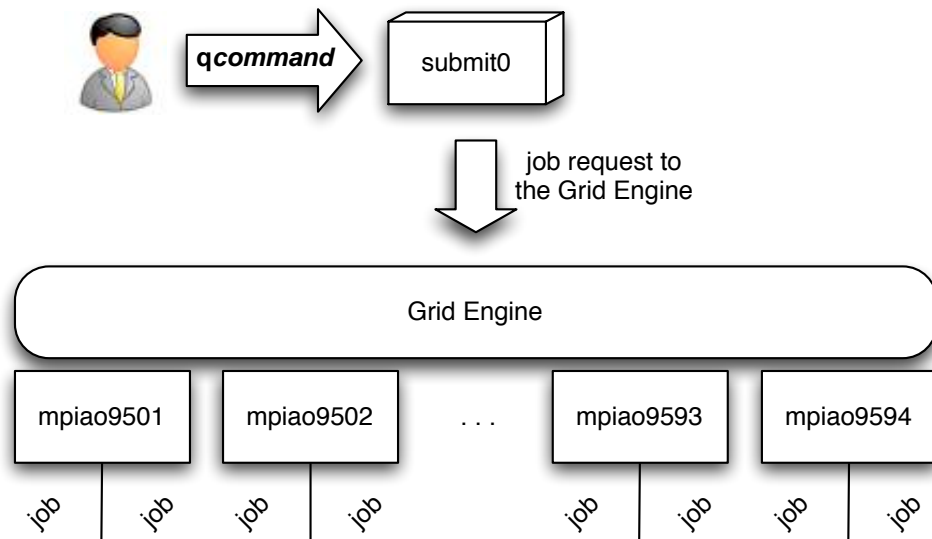 qcommand
submit0
job request to
the Grid Engine
Grid Engine
mpiao9501
mpiao9502
. . .
mpiao9593
mpiao9594
job
job
job
job
job
job
job
job